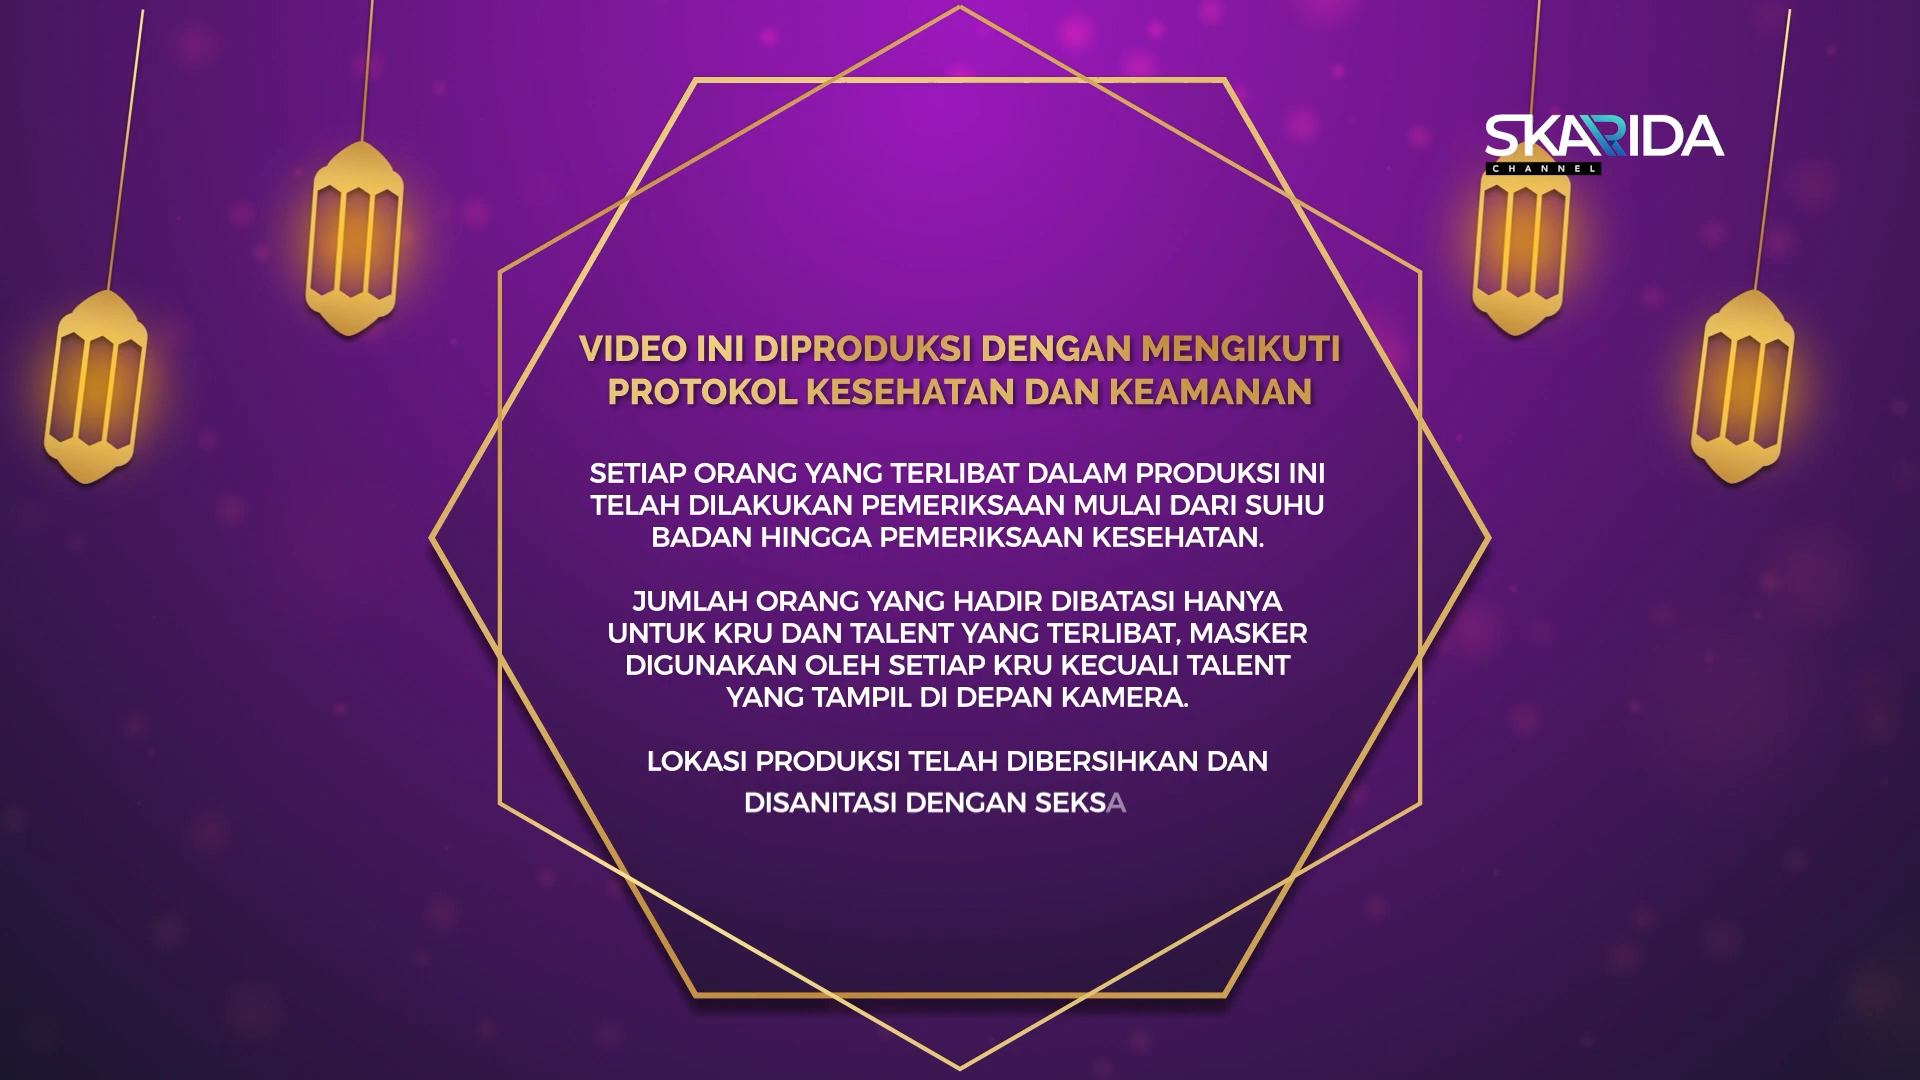 SKARIDA
CHANNEL
VIDEO INI DIPRODUKSI DENGAN MENGIKUTI
PROTOKOL KESEHATAN DAN KEAMANAN
SETIAP ORANG YANG TERLIBAT DALAM PRODUKSI INI
TELAH DILAKUKAN PEMERIKSAAN MULAI DARI SUHU
BADAN HINGGA PEMERIKSAAN KESEHATAN.
JUMLAH ORANG YANG HADIR DIBATASI HANYA
UNTUK KRU DAN TALENT YANG TERLIBAT, MASKER
DIGUNAKAN OLEH SETIAP KRU KECUALI TALENT
YANG TAMPIL DI DEPAN KAMERA.
LOKASI PRODUKSI TELAH DIBERSIHKAN DAN
DISANITASI DENGAN SEKSA